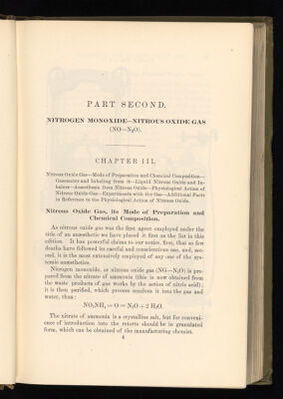 PART SECOND.
NITROGEN MONOXIDE—NITROUS OXIDE GAS
(NO—N₂O).
CHAPTER III.
Nitrous Oxide Gas—Mode of Preparation and Chemical Composition—
Gasometer and Inhaling from it—Liquid Nitrous Oxide and In-
halers—Anæsthesia from Nitrous Oxide—Physiological Action of
Nitrous Oxide Gas—Experiments with the Gas—Additional Facts
in Reference to the Physiological Action of Nitrous Oxide.
Nitrous Oxide Gas, its Mode of Preparation and
Chemical Composition.
As nitrous oxide gas was the first agent employed under the
title of an anæsthetic we have placed it first on the list in this
edition. It has powerful claims to our notice, first, that so few
deaths have followed its careful and conscientious use, and, sec-
ond, it is the most extensively employed of any one of the sys-
temic anæsthetics.
Nitrogen monoxide, or nitrous oxide gas (NO—N₂O) is pre-
pared from the nitrate of ammonia (this is now obtained from
the waste products of gas works by the action of nitric acid);
it is then purified, which process resolves it into the gas and
water, thus:
NO₃NH₄ = O = N₂O + 2 H₂O.
The nitrate of ammonia is a crystalline salt, but for conveni-
ence of introduction into the retorts should be in granulated
form, which can be obtained of the manufacturing chemist.
4